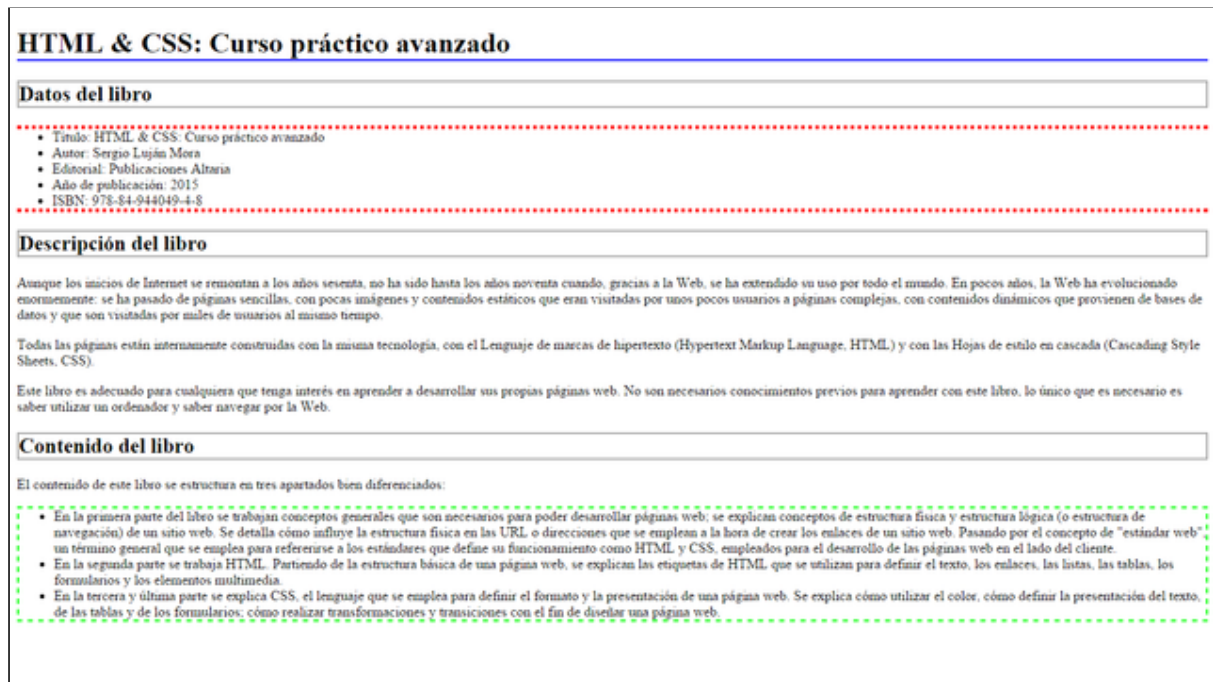 HTML & CSS: Curso práctico avanzado
Datos del libro
Título: HTML & CSS: Curso práctico avanzado
Autor: Sergio Luján Mora
Editorial: Publicaciones Altaria
Año de publicación: 2015
ISBN: 978-84-944049-4-8
Descripción del libro
Aunque los inicios de Internet se remontan a los años sesenta, no ha sido hasta los años noventa cuando, gracias a la Web, se ha extendido su uso por todo el mundo. En pocos años, la Web ha evolucionado
enormemente: se ha pasado de páginas sencillas, con pocas imágenes y contenidos estáticos que eran visitadas por unos pocos usuarios a páginas complejas, con contenidos dinámicos que provienen de bases de
datos y que son visitadas por miles de usuarios al mismo tiempo.
Todas las páginas están internamente construidas con la misma tecnología, con el Lenguaje de marcas de hipertexto (Hypertext Markup Language, HTML) y con las Hojas de estilo en cascada (Cascading Style
Sheets, CSS).
Este libro es adecuado para cualquiera que tenga interés en aprender a desarrollar sus propias páginas web. No son necesarios conocimientos previos para aprender con este libro, lo único que es necesario es
saber utilizar un ordenador y saber navegar por la Web.
Contenido del libro
El contenido de este libro se estructura en tres apartados bien diferenciados:
En la primera parte del libro se trabajan conceptos generales que son necesarios para poder desarrollar páginas web; se explican conceptos de estructura física y estructura lógica (o estructura de
navegación) de un sitio web. Se detalla cómo influye la estructura física en las URL o direcciones que se emplean a la hora de crear los enlaces de un sitio web. Pasando por el concepto de "estándar web",
un término general que se emplea para referirse a los estándares que define su funcionamiento como HTML y CSS, empleados para el desarrollo de las páginas web en el lado del cliente.
En la segunda parte se trabaja HTML. Partiendo de la estructura básica de una página web, se explican las etiquetas de HTML que se utilizan para definir el texto, los enlaces, las listas, las tablas, los
formularios y los elementos multimedia.
En la tercera y última parte se explica CSS, el lenguaje que se emplea para definir el formato y la presentación de una página web. Se explica cómo utilizar el color, cómo definir la presentación del texto,
de las tablas y de los formularios; cómo realizar transformaciones y transiciones con el fin de diseñar una página web.